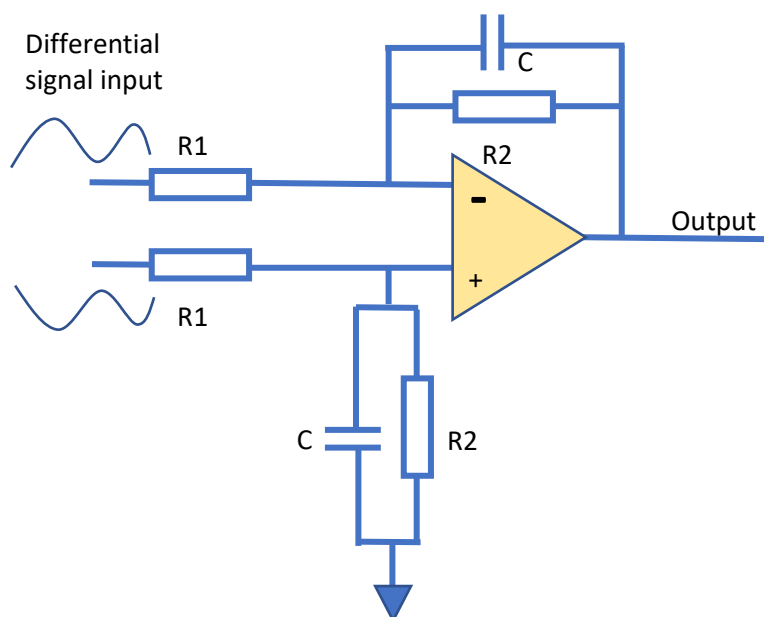 Differential
signal input
C
R1
R2
-
Output
+
R1
C
R2